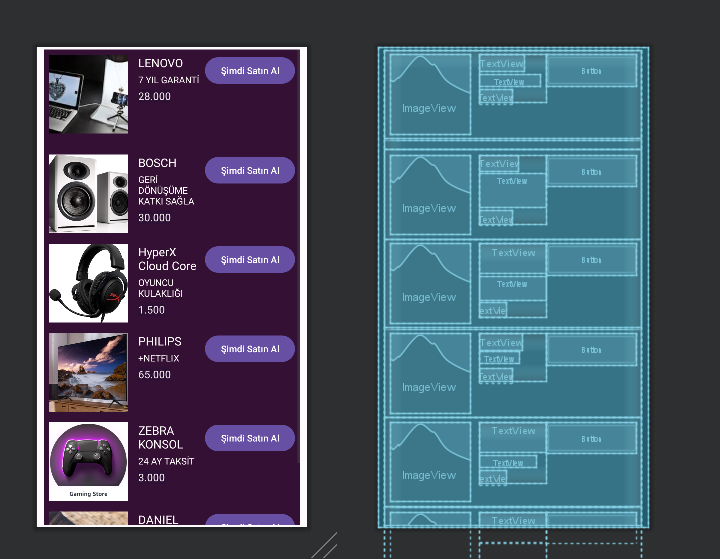 LENOVO
7 YIL GARANTİ
28.000
Şimdi Satın Al
BOSCH
GERİ
DÖNÜŞÜME
KATKI SAĞLA
30.000
Şimdi Satın Al
HyperX
Cloud Core
OYUNCU
KULAKLIĞI
1.500
Şimdi Satın Al
PHILIPS
+NETFLIX
65.000
Şimdi Satın Al
Gaming Store
ZEBRA
KONSOL
24 AY TAKSİT
3.000
Şimdi Satın Al
DANIEL
ImageView
TextView
TextView
TextView
Button
ImageView
TextView
TextView
TextView
Button
ImageView
TextView
TextView
extView
Button
ImageView
TextView
TextView
TextView
Button
ImageView
TextView
TextView
extView
Button
TextView
Button